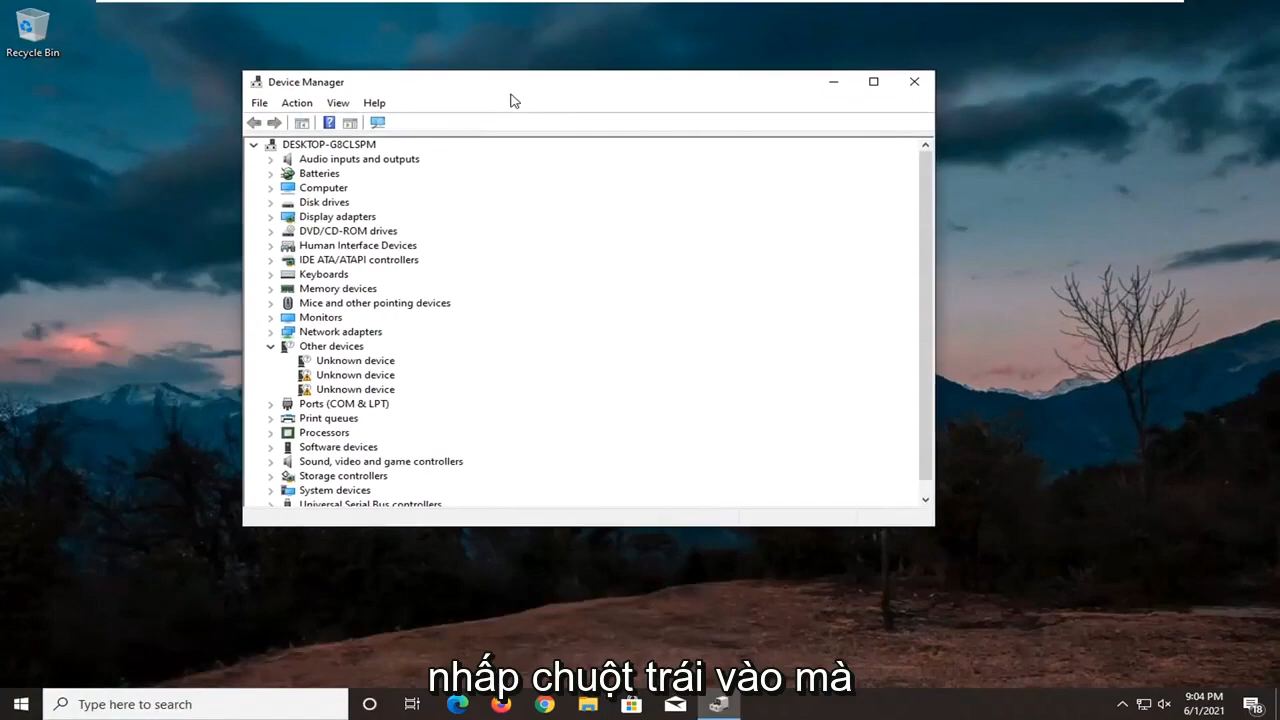 Recycle Bin
Device Manager
File Action View Help
DESKTOP-G8CLSPM
Audio inputs and outputs
Batteries
Computer
Disk drives
Display adapters
DVD/CD-ROM drives
Human Interface Devices
IDE ATA/ATAPI controllers
Keyboards
Memory devices
Mice and other pointing devices
Monitors
Network adapters
Other devices
Unknown device
Unknown device
Unknown device
Ports (COM & LPT)
Print queues
Processors
Software devices
Sound, video and game controllers
Storage controllers
System devices
Universal Serial Bus controllers
nhấp chuột trái vào mà
Type here to search
9:04 PM
6/1/2021
18